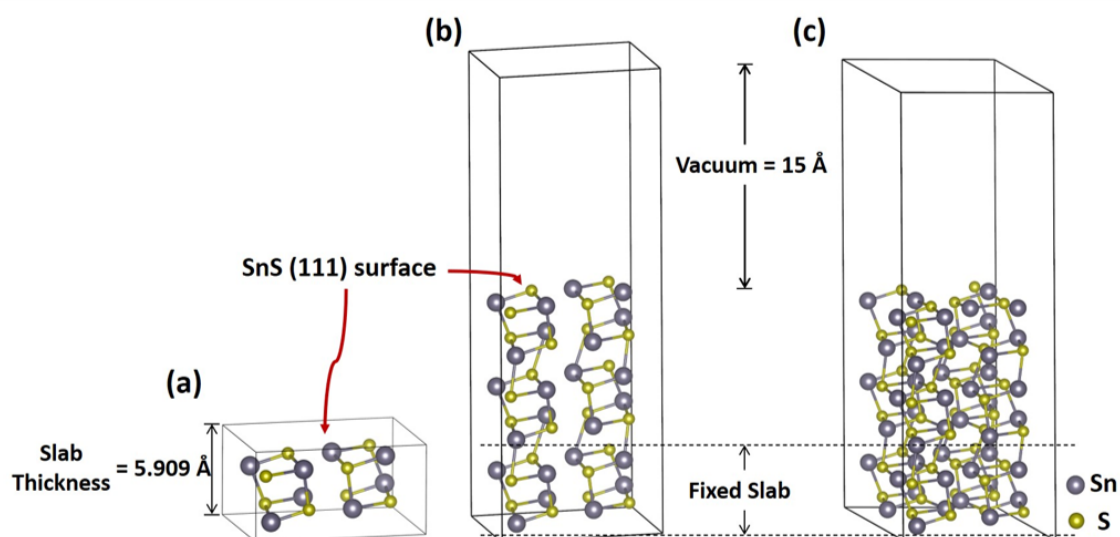 (b)
(c)
Vacuum = 15 Å
SnS (111) surface
(a)
Slab
Thickness
= 5.909 Å
Fixed Slab
Sn
S